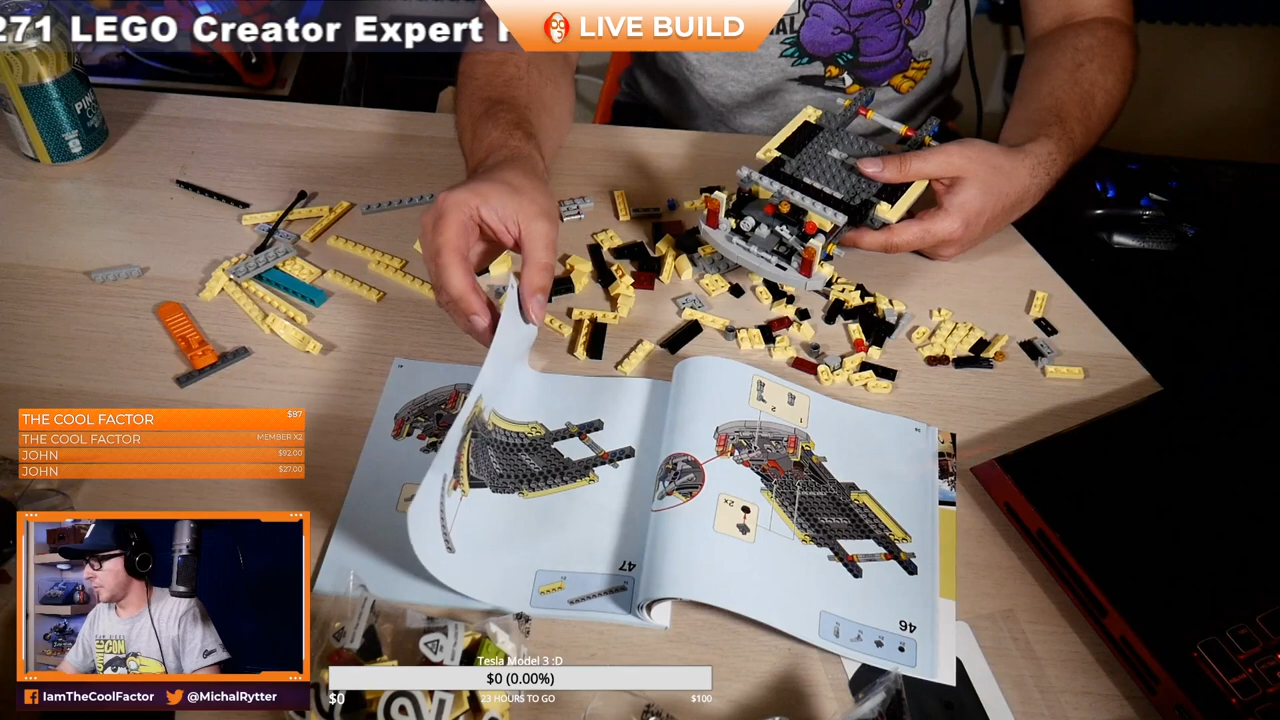 271 LEGO Creator Expert F
LIVE BUILD
THE COOL FACTOR $87
THE COOL FACTOR MEMBER X2
JOHN $92.00
JOHN $27.00
47
46
2x
Tesla Model 3 :D
$0 (0.00%)
$0 23 HOURS TO GO $100
IamTheCoolFactor @MichalRytter